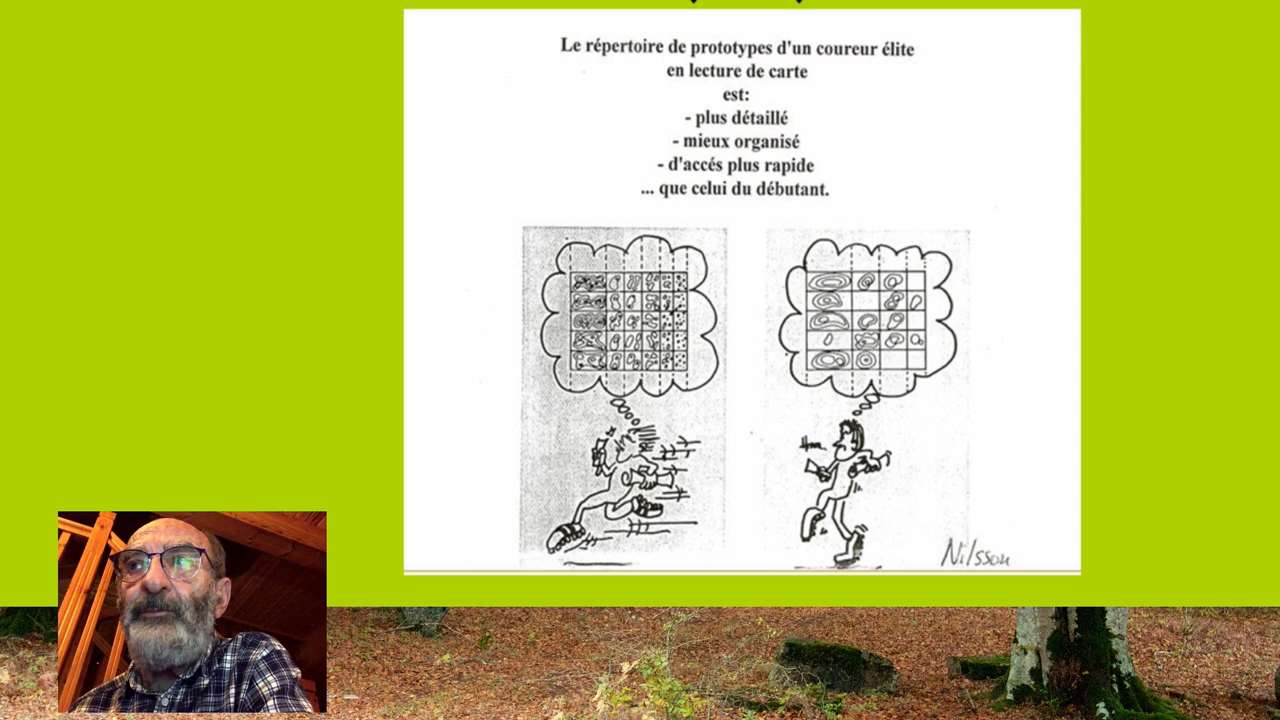 Le répertoire de prototypes d'un coureur élite
en lecture de carte
est:
- plus détaillé
- mieux organisé
- d'accés plus rapide
... que celui du débutant.
Hm...
Nilsson